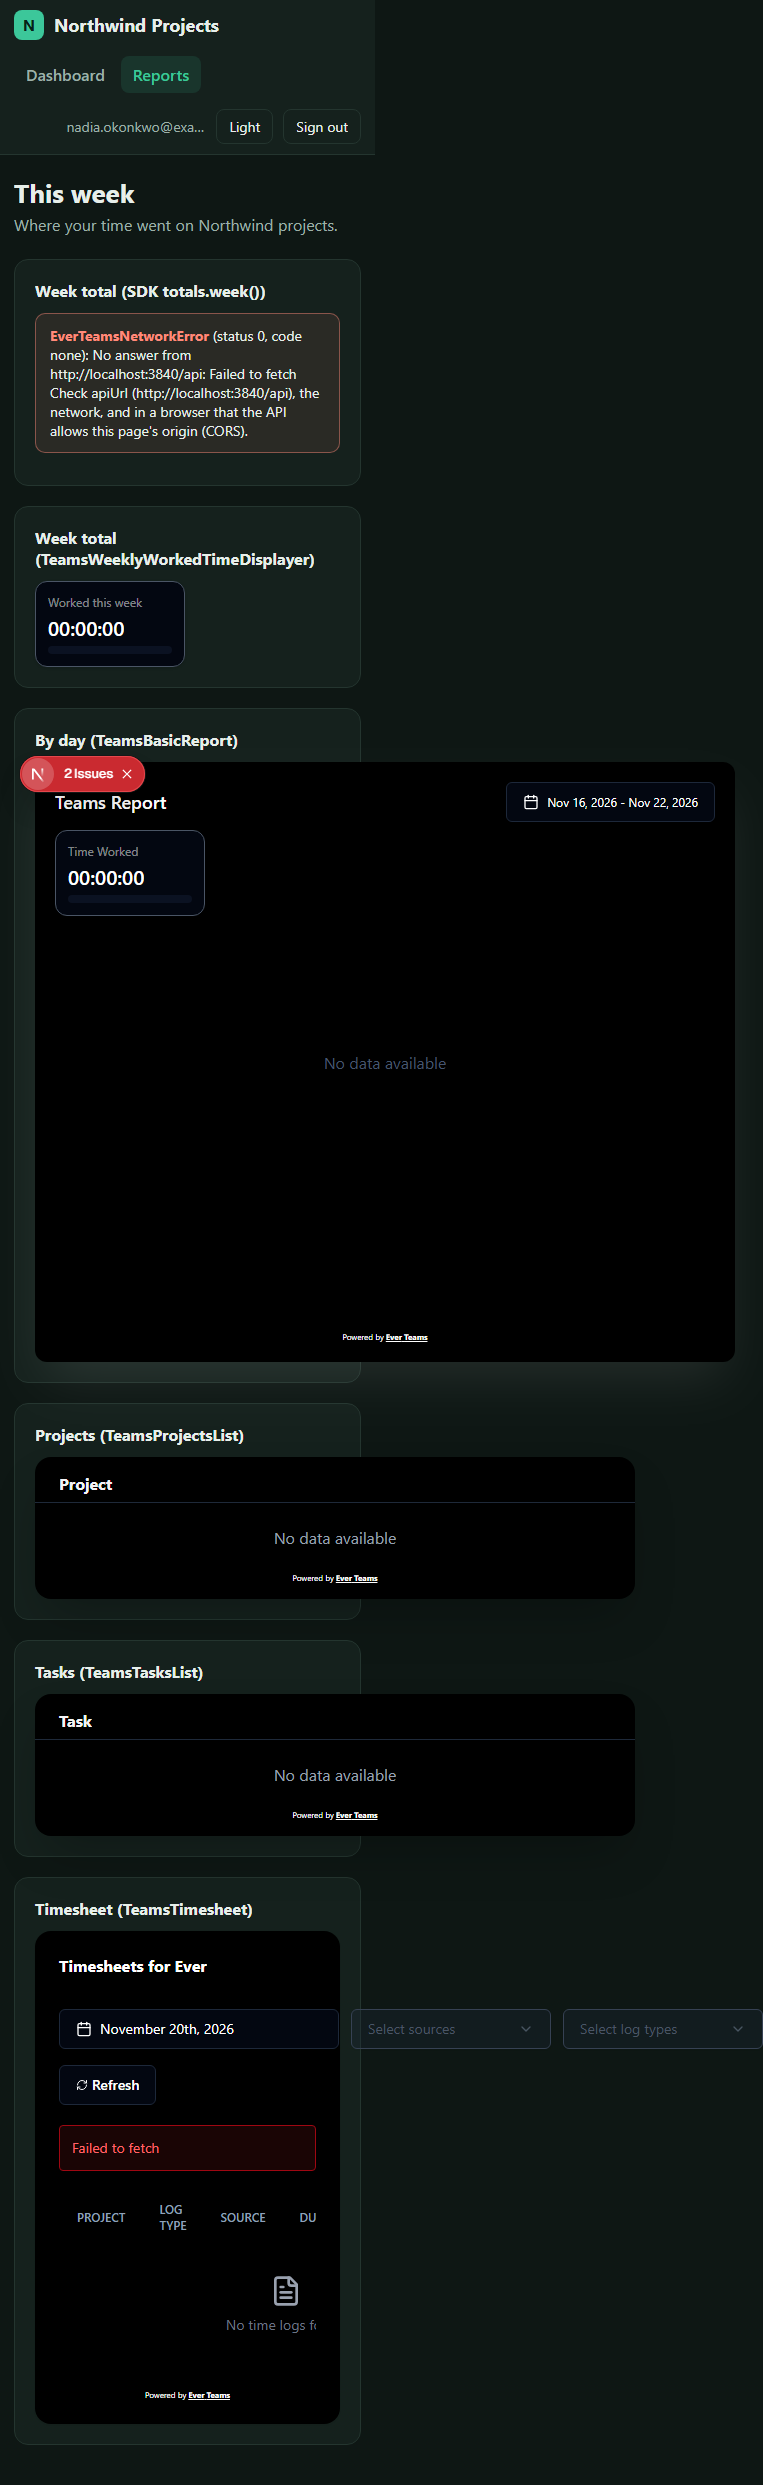 N Northwind Projects
Dashboard Reports
nadia.okonkwo@exa... Light Sign out
This week
Where your time went on Northwind projects.
Week total (SDK totals.week())
EverTeamsNetworkError (status 0, code
none): No answer from
http://localhost:3840/api: Failed to fetch
Check apiUrl (http://localhost:3840/api), the
network, and in a browser that the API
allows this page's origin (CORS).
Week total
(TeamsWeeklyWorkedTimeDisplayer)
Worked this week
00:00:00
By day (TeamsBasicReport)
N 2 Issues
Teams Report
Nov 16, 2026 - Nov 22, 2026
Time Worked
00:00:00
No data available
Powered by Ever Teams
Projects (TeamsProjectsList)
Project
No data available
Powered by Ever Teams
Tasks (TeamsTasksList)
Task
No data available
Powered by Ever Teams
Timesheet (TeamsTimesheet)
Timesheets for Ever
November 20th, 2026 Select sources Select log types
Refresh
Failed to fetch
PROJECT LOG TYPE SOURCE DU
No time logs fo
Powered by Ever Teams